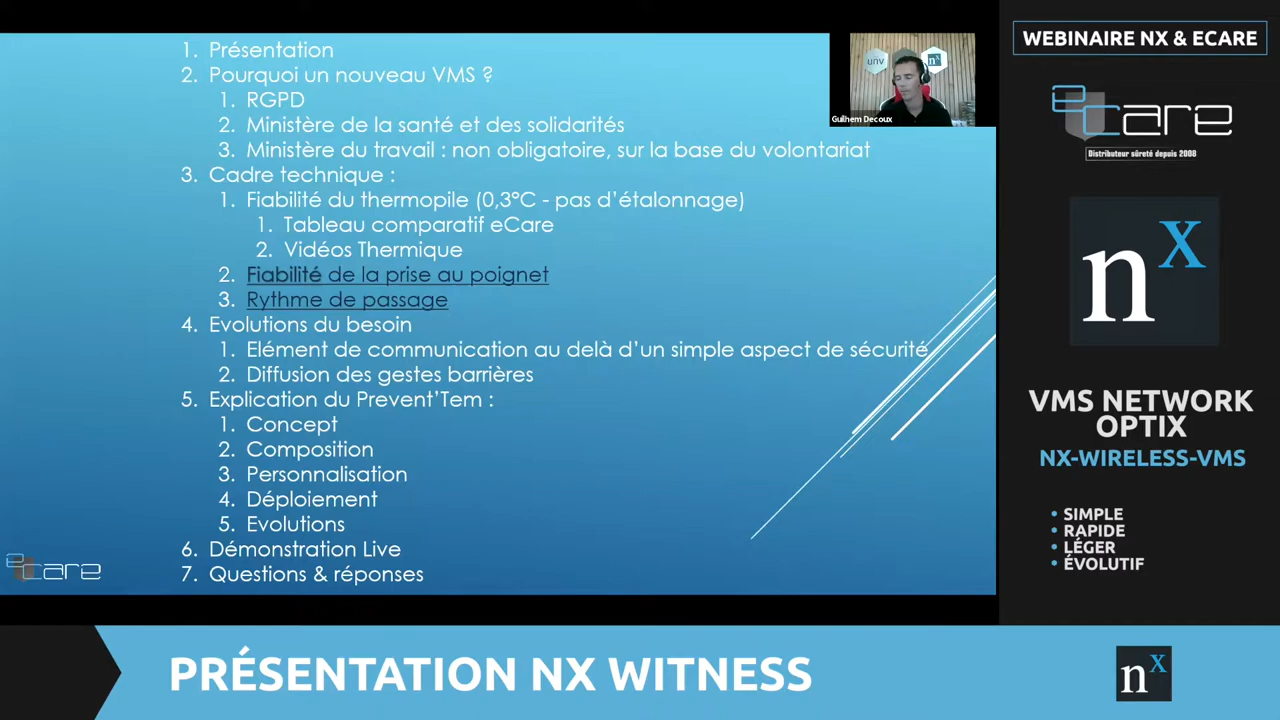 1. Présentation
2. Pourquoi un nouveau VMS ?
1. RGPD
2. Ministère de la santé et des solidarités
3. Ministère du travail : non obligatoire, sur la base du volontariat
3. Cadre technique :
1. Fiabilité du thermopile (0,3°C - pas d'étalonnage)
1. Tableau comparatif eCare
2. Vidéos Thermique
2. Fiabilité de la prise au poignet
3. Rythme de passage
4. Evolutions du besoin
1. Elément de communication au delà d'un simple aspect de sécurité
2. Diffusion des gestes barrières
5. Explication du Prevent'Tem :
1. Concept
2. Composition
3. Personnalisation
4. Déploiement
5. Evolutions
6. Démonstration Live
7. Questions & réponses
ecare
unv
nx
Guilhem Decoux
WEBINAIRE NX & ECARE
ecare
Distributeur sûreté depuis 2008
nx
VMS NETWORK
OPTIX
NX-WIRELESS-VMS
• SIMPLE
• RAPIDE
• LÉGER
• ÉVOLUTIF
PRÉSENTATION NX WITNESS
nx